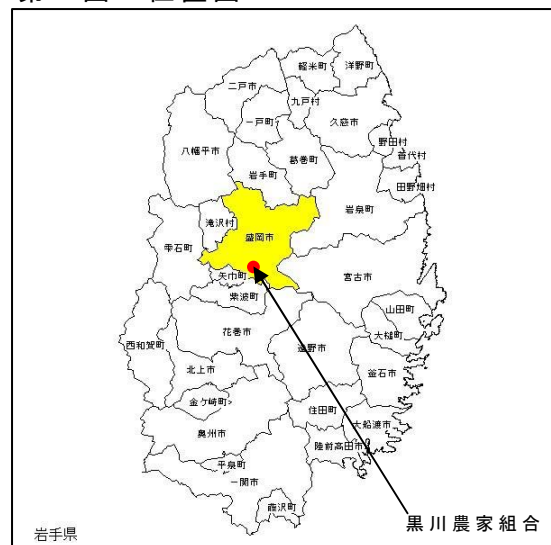 軽米町
洋野町
二戸市
九戸村
一戸町
久慈市
野田村
普代村
八幡平市
葛巻町
岩手町
田野畑村
岩泉町
滝沢村
盛岡市
雫石町
矢巾町
宮古市
紫波町
山田町
大槌町
花巻市
西和賀町
遠野市
釜石市
北上市
金ケ崎町
住田町
大船渡市
奥州市
陸前高田市
平泉町
一関市
藤沢町
黒川農家組合
岩手県